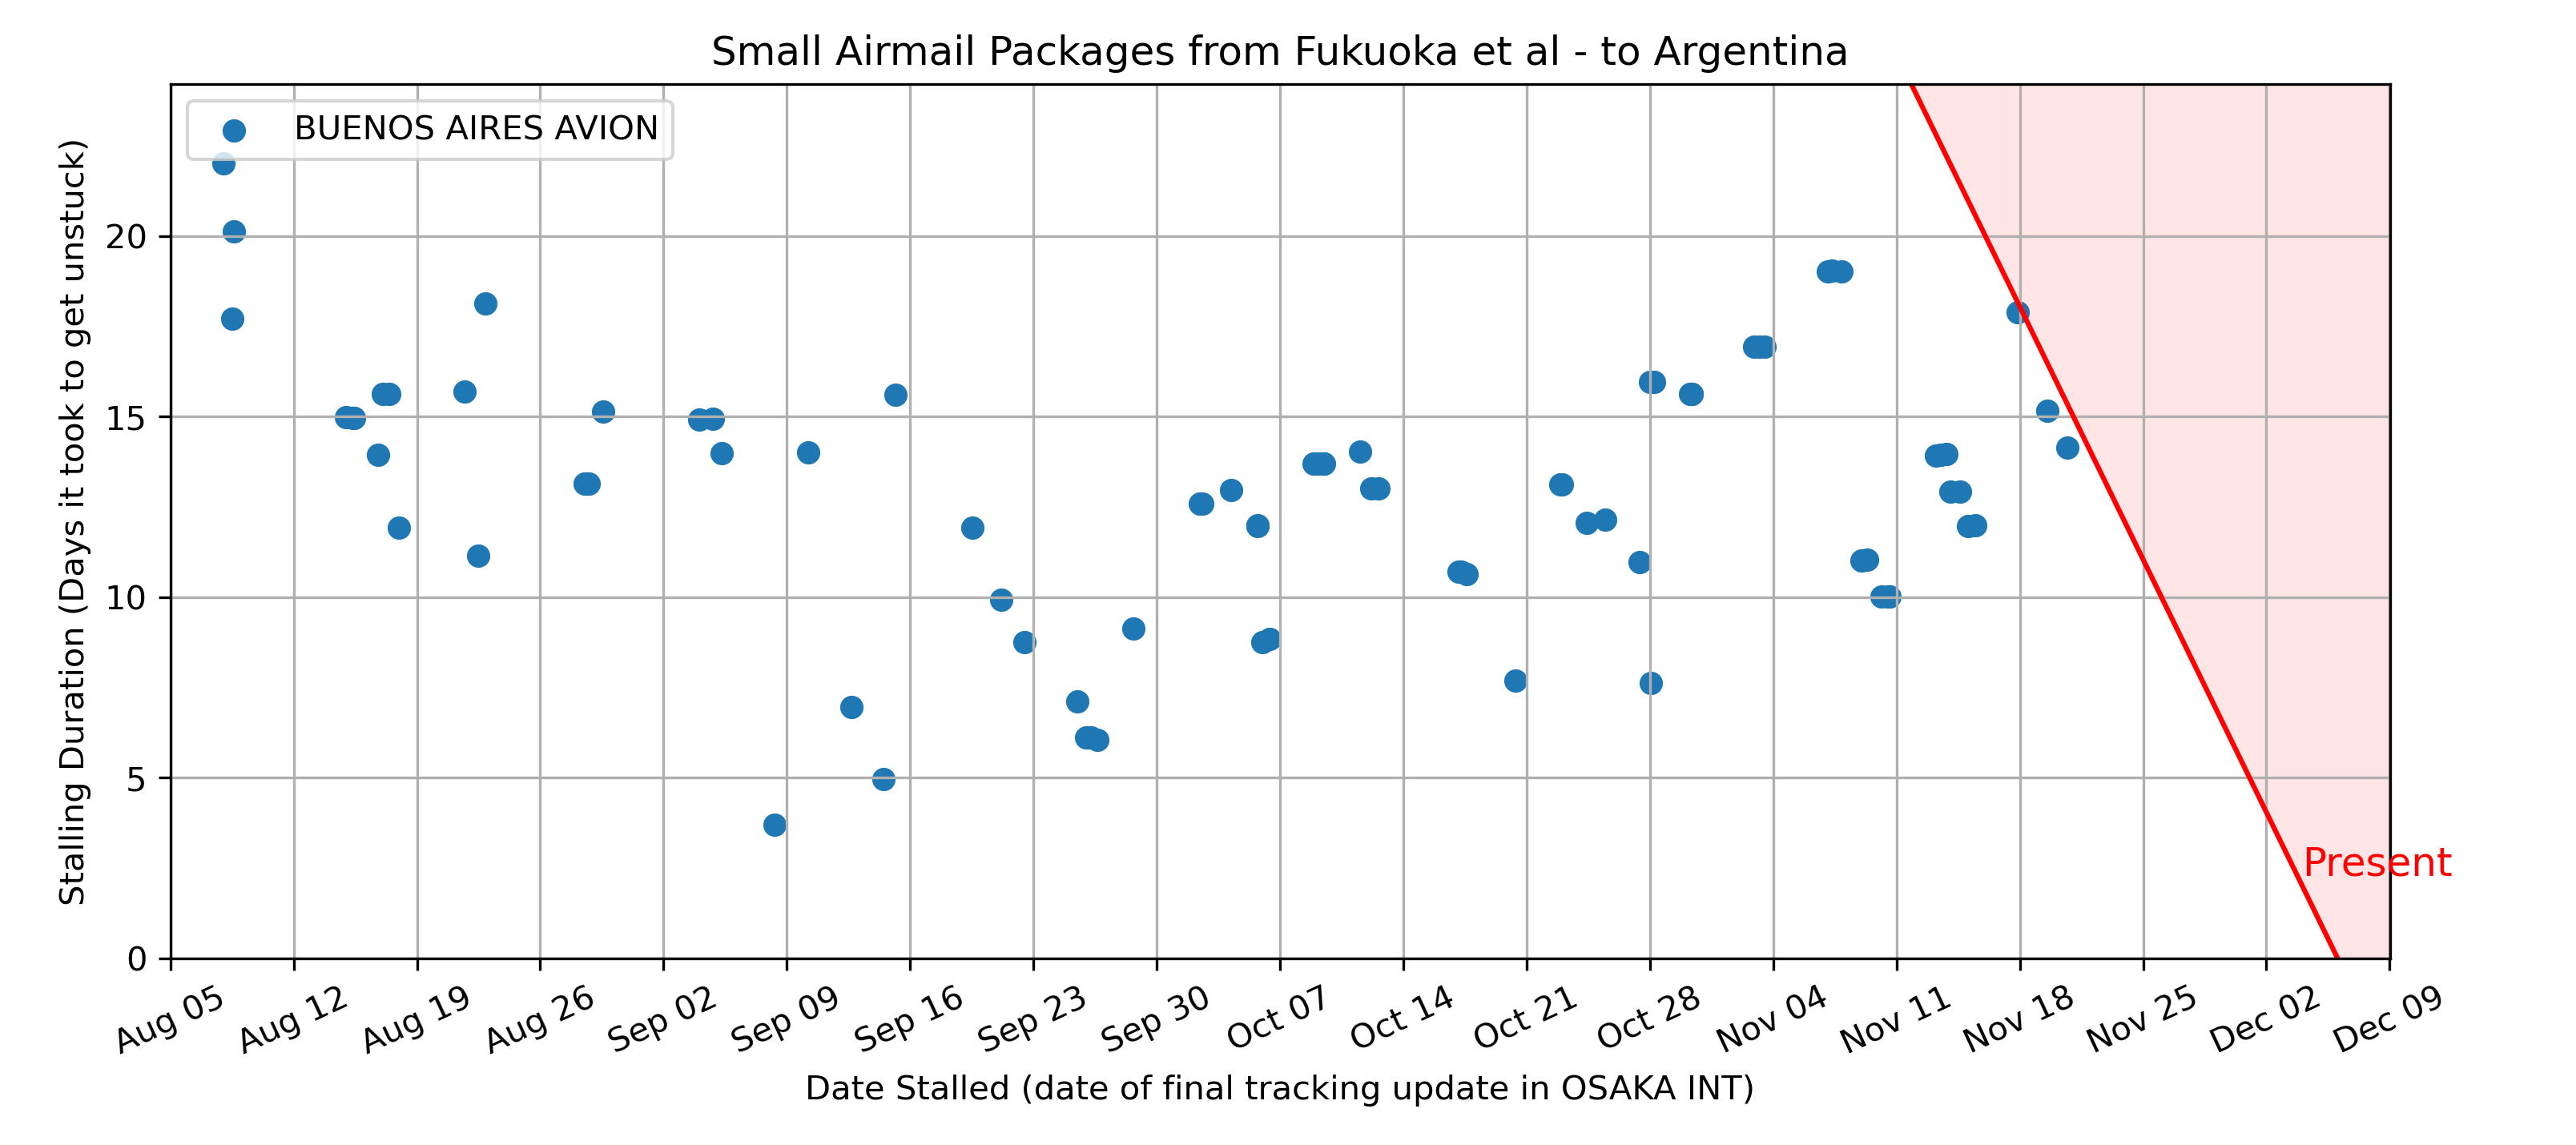 Small Airmail Packages from Fukuoka et al - to Argentina
BUENOS AIRES AVION
Stalling Duration (Days it took to get unstuck)
20
15
10
5
0
Present
Aug 05
Aug 12
Aug 19
Aug 26
Sep 02
Sep 09
Sep 16
Sep 23
Sep 30
Oct 07
Oct 14
Oct 21
Oct 28
Nov 04
Nov 11
Nov 18
Nov 25
Dec 02
Dec 09
Date Stalled (date of final tracking update in OSAKA INT)